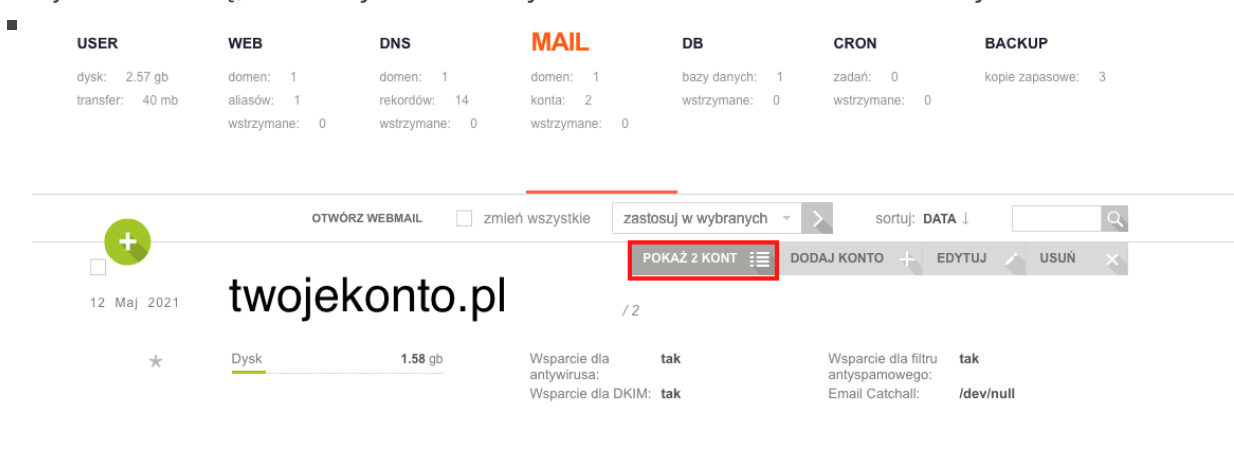 USER WEB DNS MAIL DB CRON BACKUP
dysk: 2.57 gb domen: 1 domen: 1 domen: 1 bazy danych: 1 zadań: 0 kopie zapasowe: 3
transfer: 40 mb aliasów: 1 rekordów: 14 konta: 2 wstrzymane: 0 wstrzymane: 0
wstrzymane: 0 wstrzymane: 0 wstrzymane: 0
OTWÓRZ WEBMAIL zmień wszystkie zastosuj w wybranych sortuj: DATA ↓
POKAŻ 2 KONT DODAJ KONTO EDYTUJ USUŃ
12 Maj 2021 twojekonto.pl / 2
Dysk 1.58 gb Wsparcie dla antywirusa: tak Wsparcie dla filtru antyspamowego: tak
Wsparcie dla DKIM: tak Email Catchall: /dev/null